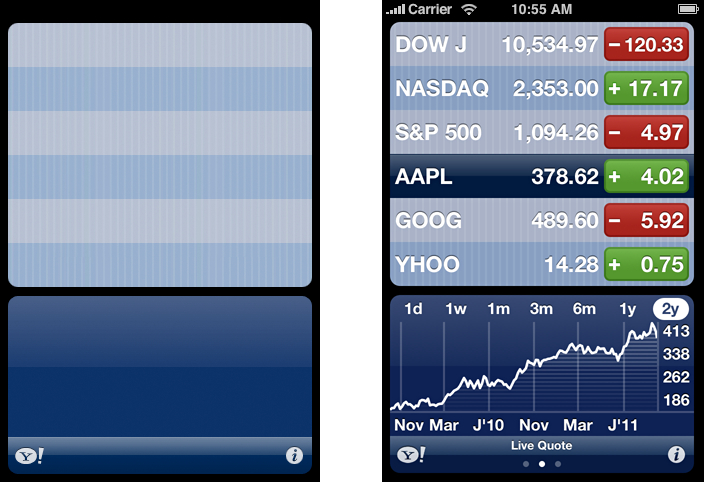 Y!
i
Carrier 10:55 AM
DOW J 10,534.97 − 120.33
NASDAQ 2,353.00 + 17.17
S&P 500 1,094.26 − 4.97
AAPL 378.62 + 4.02
GOOG 489.60 − 5.92
YHOO 14.28 + 0.75
1d 1w 1m 3m 6m 1y 2y
413
338
262
186
Nov Mar J'10 Nov Mar J'11
Live Quote
Y! i